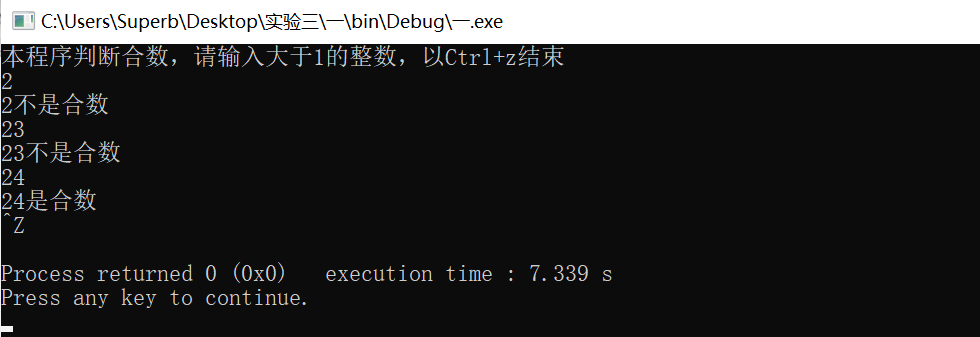 C:\Users\Superb\Desktop\实验三\一\bin\Debug\一.exe
本程序判断合数，请输入大于1的整数，以Ctrl+z结束
2
2不是合数
23
23不是合数
24
24是合数
^Z
Process returned 0 (0x0)   execution time : 7.339 s
Press any key to continue.